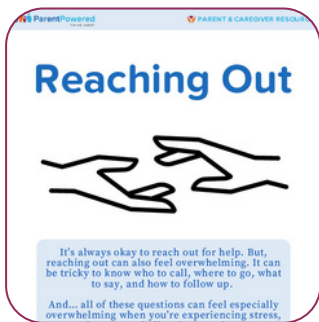 ParentPowered
PARENT & CAREGIVER RESOUR
Reaching Out
It's always okay to reach out for help. But,
reaching out can also feel overwhelming. It can
be tricky to know who to call, where to go, what
to say, and how to follow up.
And... all of these questions can feel especially
overwhelming when you're experiencing stress,